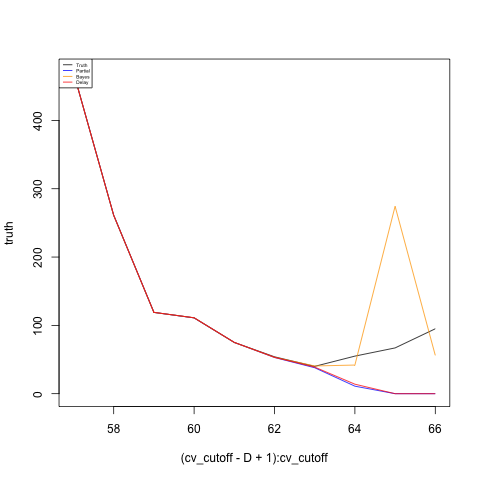 Truth
Partial
Bayes
Delay
truth
0
100
200
300
400
58
60
62
64
66
(cv_cutoff - D + 1):cv_cutoff